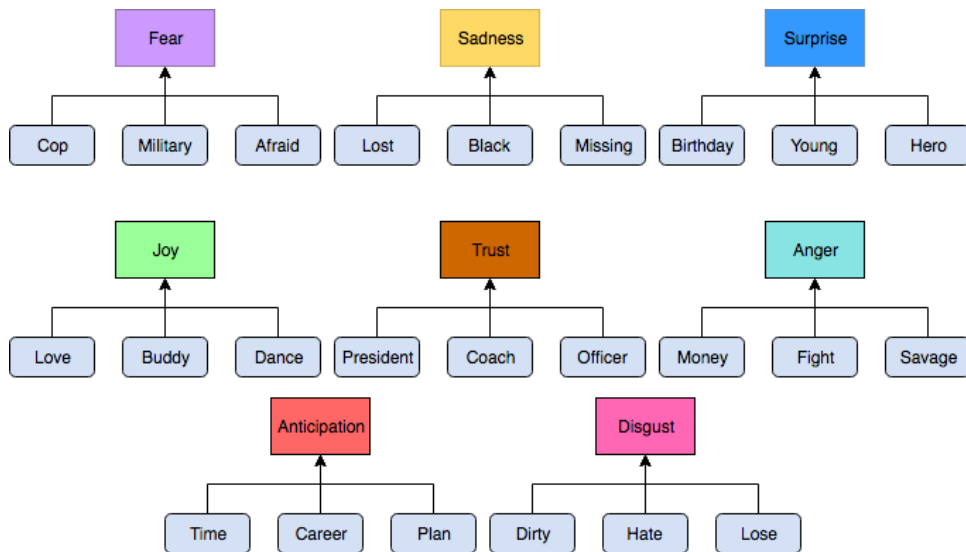 Fear
Sadness
Surprise
Cop
Military
Afraid
Lost
Black
Missing
Birthday
Young
Hero
Joy
Trust
Anger
Love
Buddy
Dance
President
Coach
Officer
Money
Fight
Savage
Anticipation
Disgust
Time
Career
Plan
Dirty
Hate
Lose